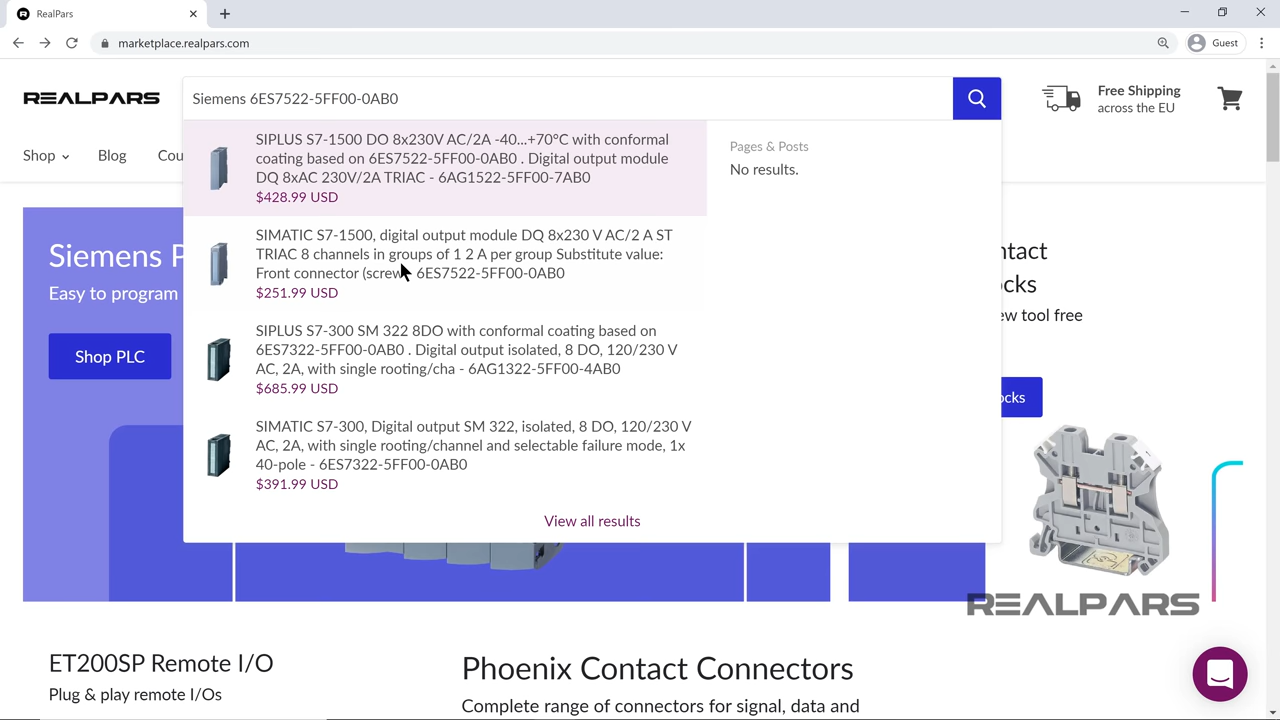 RealPars
marketplace.realpars.com
Guest
REALPARS
Siemens 6ES7522-5FF00-0AB0
Free Shipping
across the EU
Shop
Blog
Cou
SIPLUS S7-1500 DO 8x230V AC/2A -40...+70°C with conformal
coating based on 6ES7522-5FF00-0AB0 . Digital output module
DQ 8xAC 230V/2A TRIAC - 6AG1522-5FF00-7AB0
$428.99 USD
SIMATIC S7-1500, digital output module DQ 8x230 V AC/2 A ST
TRIAC 8 channels in groups of 1 2 A per group Substitute value:
Front connector (screw 6ES7522-5FF00-0AB0
$251.99 USD
SIPLUS S7-300 SM 322 8DO with conformal coating based on
6ES7322-5FF00-0AB0 . Digital output isolated, 8 DO, 120/230 V
AC, 2A, with single rooting/cha - 6AG1322-5FF00-4AB0
$685.99 USD
SIMATIC S7-300, Digital output SM 322, isolated, 8 DO, 120/230 V
AC, 2A, with single rooting/channel and selectable failure mode, 1x
40-pole - 6ES7322-5FF00-0AB0
$391.99 USD
View all results
Pages & Posts
No results.
Siemens P
Easy to program
Shop PLC
ntact
cks
ew tool free
ocks
REALPARS
ET200SP Remote I/O
Plug & play remote I/Os
Phoenix Contact Connectors
Complete range of connectors for signal, data and